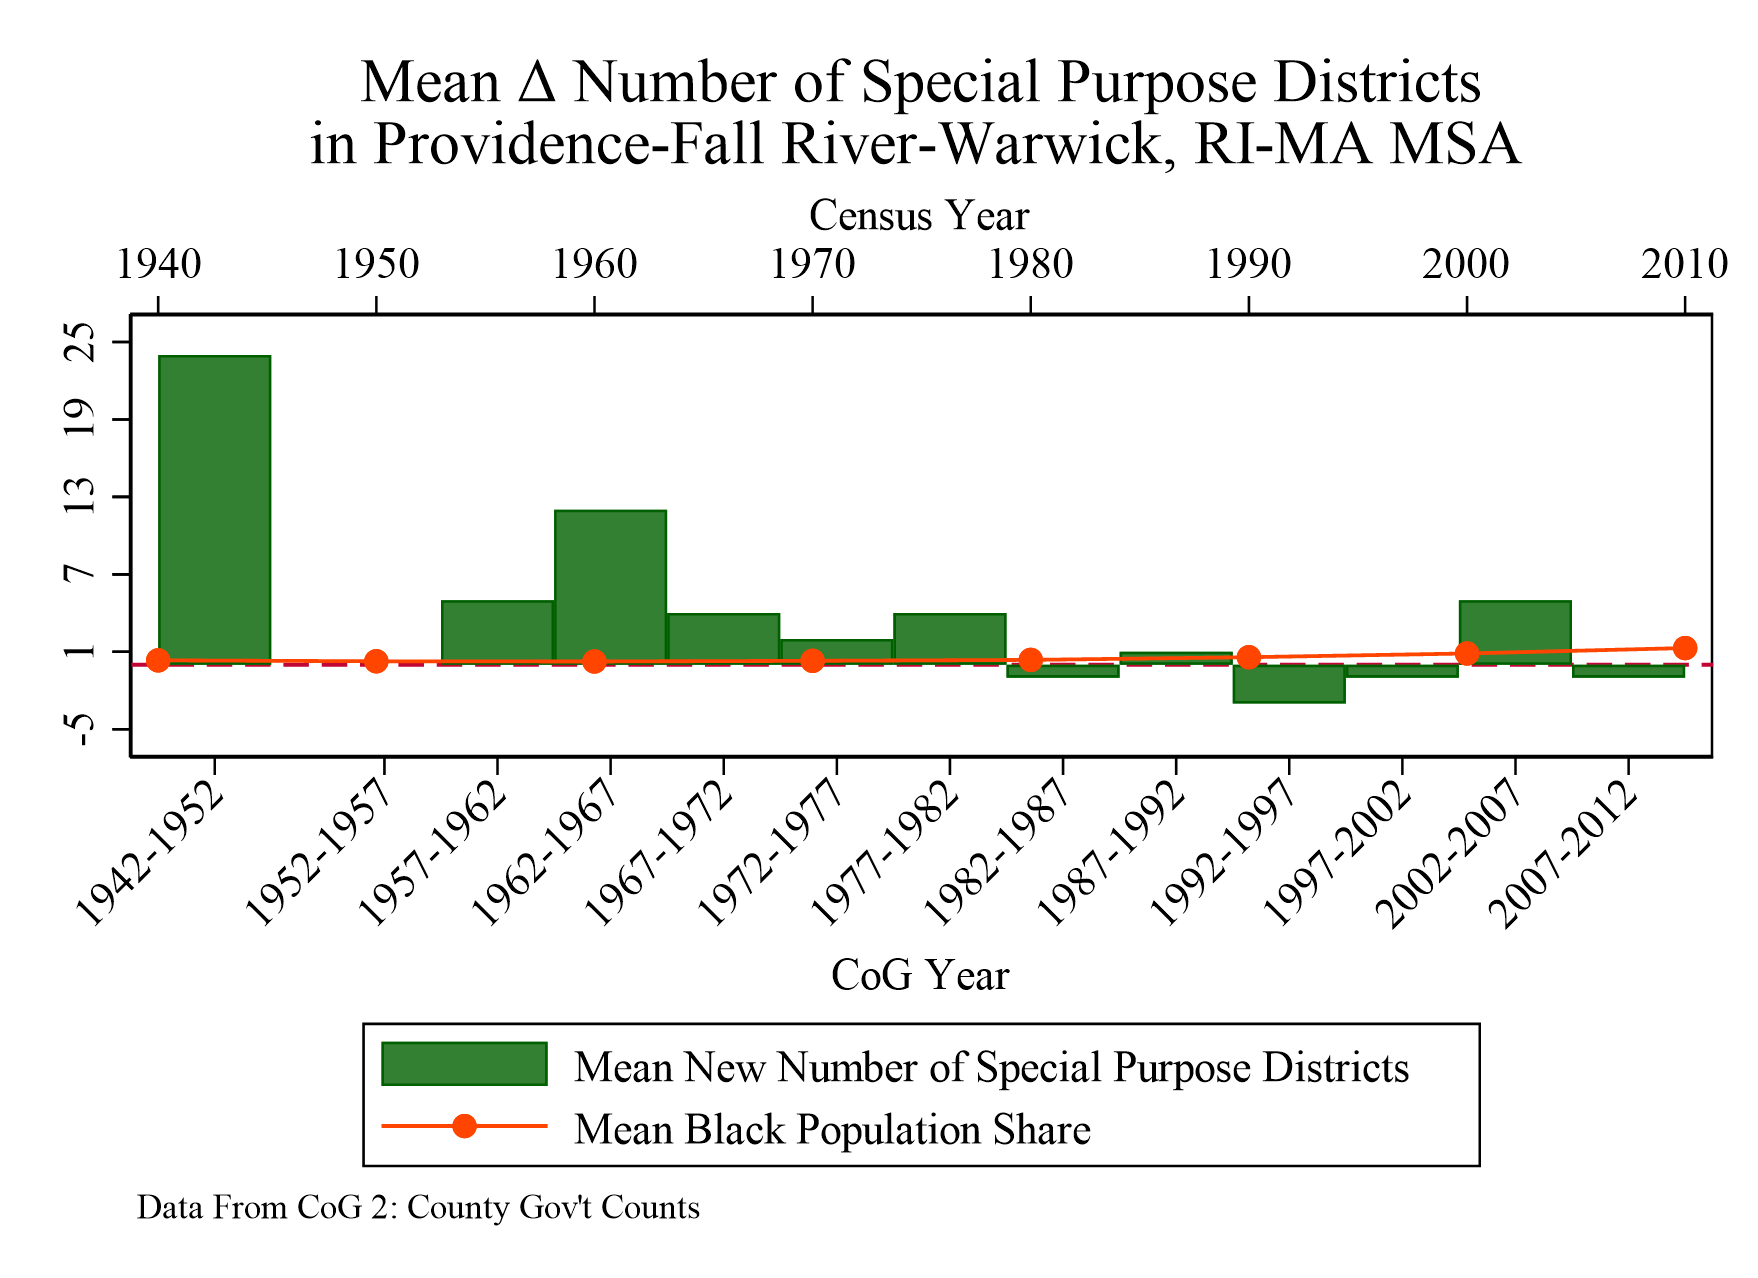 Mean Δ Number of Special Purpose Districts
in Providence-Fall River-Warwick, RI-MA MSA
Census Year
1940 1950 1960 1970 1980 1990 2000 2010
25
19
13
7
1
-5
1942-1952 1952-1957 1957-1962 1962-1967 1967-1972 1972-1977 1977-1982 1982-1987 1987-1992 1992-1997 1997-2002 2002-2007 2007-2012
CoG Year
Mean New Number of Special Purpose Districts
Mean Black Population Share
Data From CoG 2: County Gov't Counts